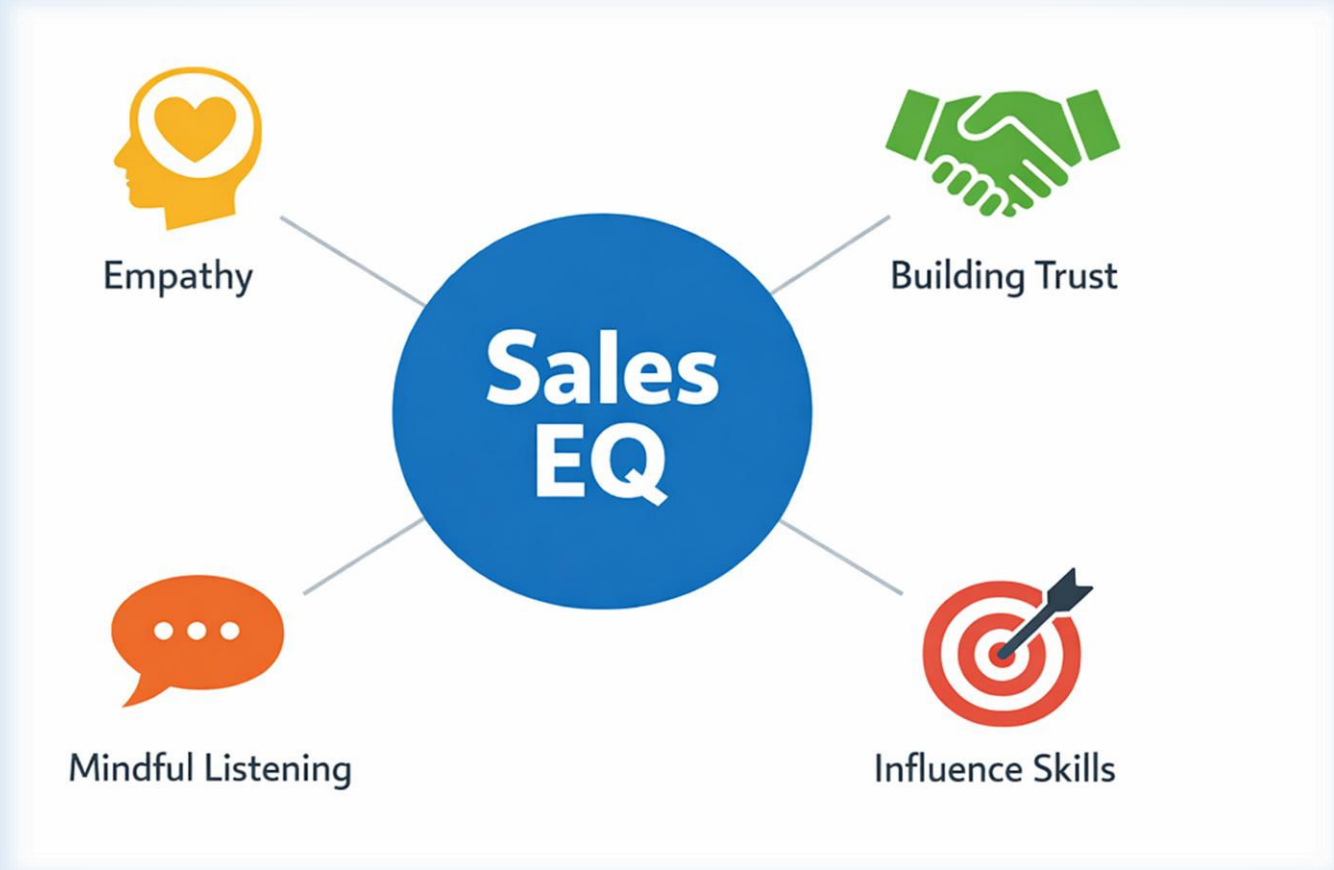 Empathy
Building Trust
Sales
EQ
Mindful Listening
Influence Skills